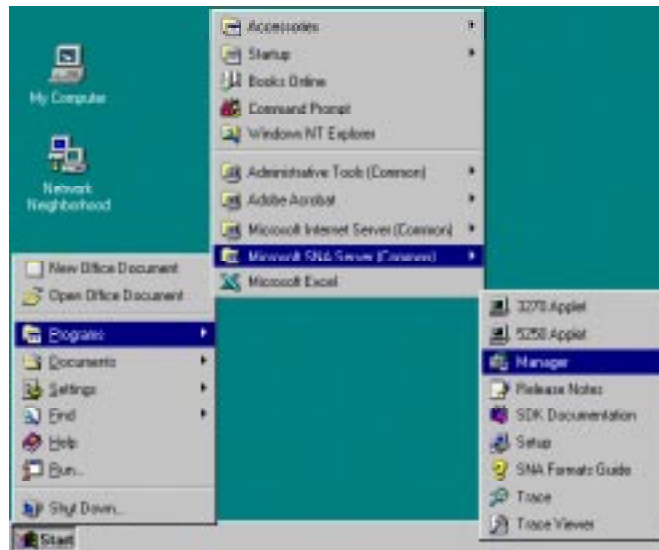 My Computer
Network
Neighborhood
New Office Document
Open Office Document
Programs
Documents
Settings
Find
Help
Run...
Shut Down...
Start
Accessories
Startup
Books Online
Command Prompt
Windows NT Explorer
Administrative Tools (Common)
Adobe Acrobat
Microsoft Internet Server (Common)
Microsoft SNA Server (Common)
Microsoft Excel
3270 Applet
5250 Applet
Manager
Release Notes
SDK Documentation
Setup
SNA Formats Guide
Trace
Trace Viewer